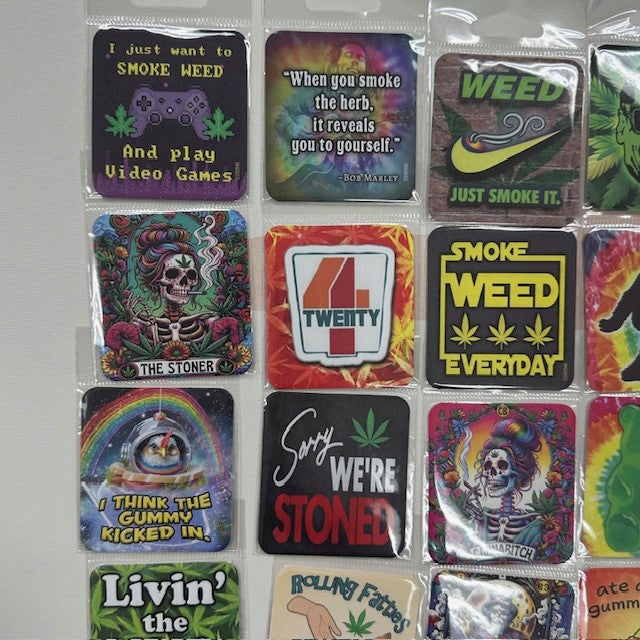 I just want to
SMOKE WEED
And play
Video Games
“When you smoke
the herb,
it reveals
you to yourself.”
–BOB MARLEY
WEED
JUST SMOKE IT.
THE STONER
4
TWENTY
SMOKE
WEED
EVERYDAY
I THINK THE
GUMMY
KICKED IN.
Sorry
WE'RE
STONED
Livin'
the
ROLLING FATTIES
ate
gumm